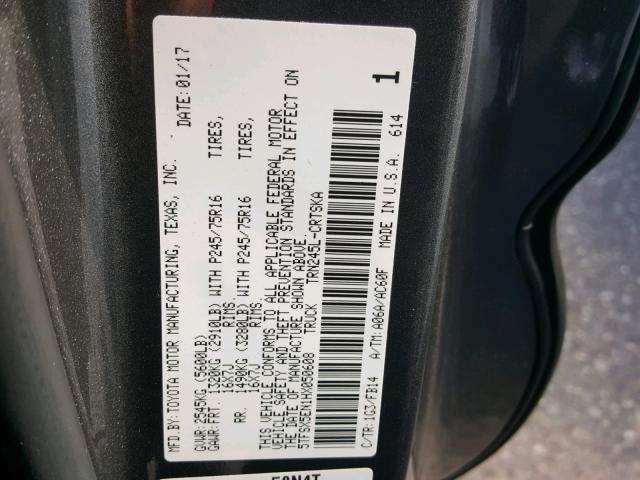 MFD.BY:TOYOTA MOTOR MANUFACTURING, TEXAS, INC. DATE: 01/17
GVWR:2545KG (5600LB)
GAWR:FRT: 1320KG (2910LB) WITH P245/75R16 TIRES,
16X7J RIMS.
RR. 1490KG (3280LB) WITH P245/75R16 TIRES,
16X7J RIMS.
THIS VEHICLE CONFORMS TO ALL APPLICABLE FEDERAL MOTOR
VEHICLE SAFETY AND THEFT PREVENTION STANDARDS IN EFFECT ON
THE DATE OF MANUFACTURE SHOWN ABOVE.
5TFSX5EN1HX050608 TRUCK TRN245L-CRTSKA
1
C/TR: 1G3/FB14 A/TM: A06A/AC60F MADE IN U.S.A. 614